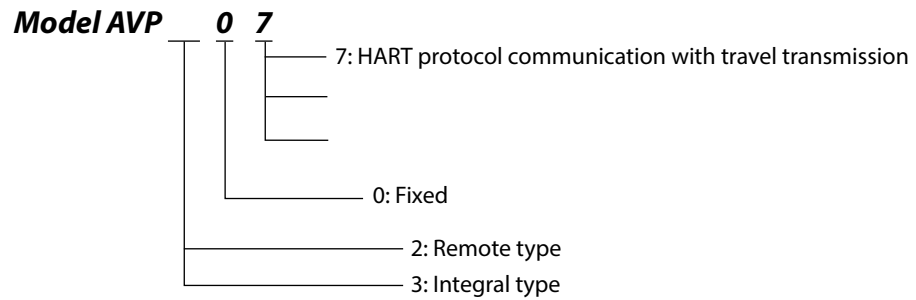 Model AVP _ 0 7
7: HART protocol communication with travel transmission
0: Fixed
2: Remote type
3: Integral type